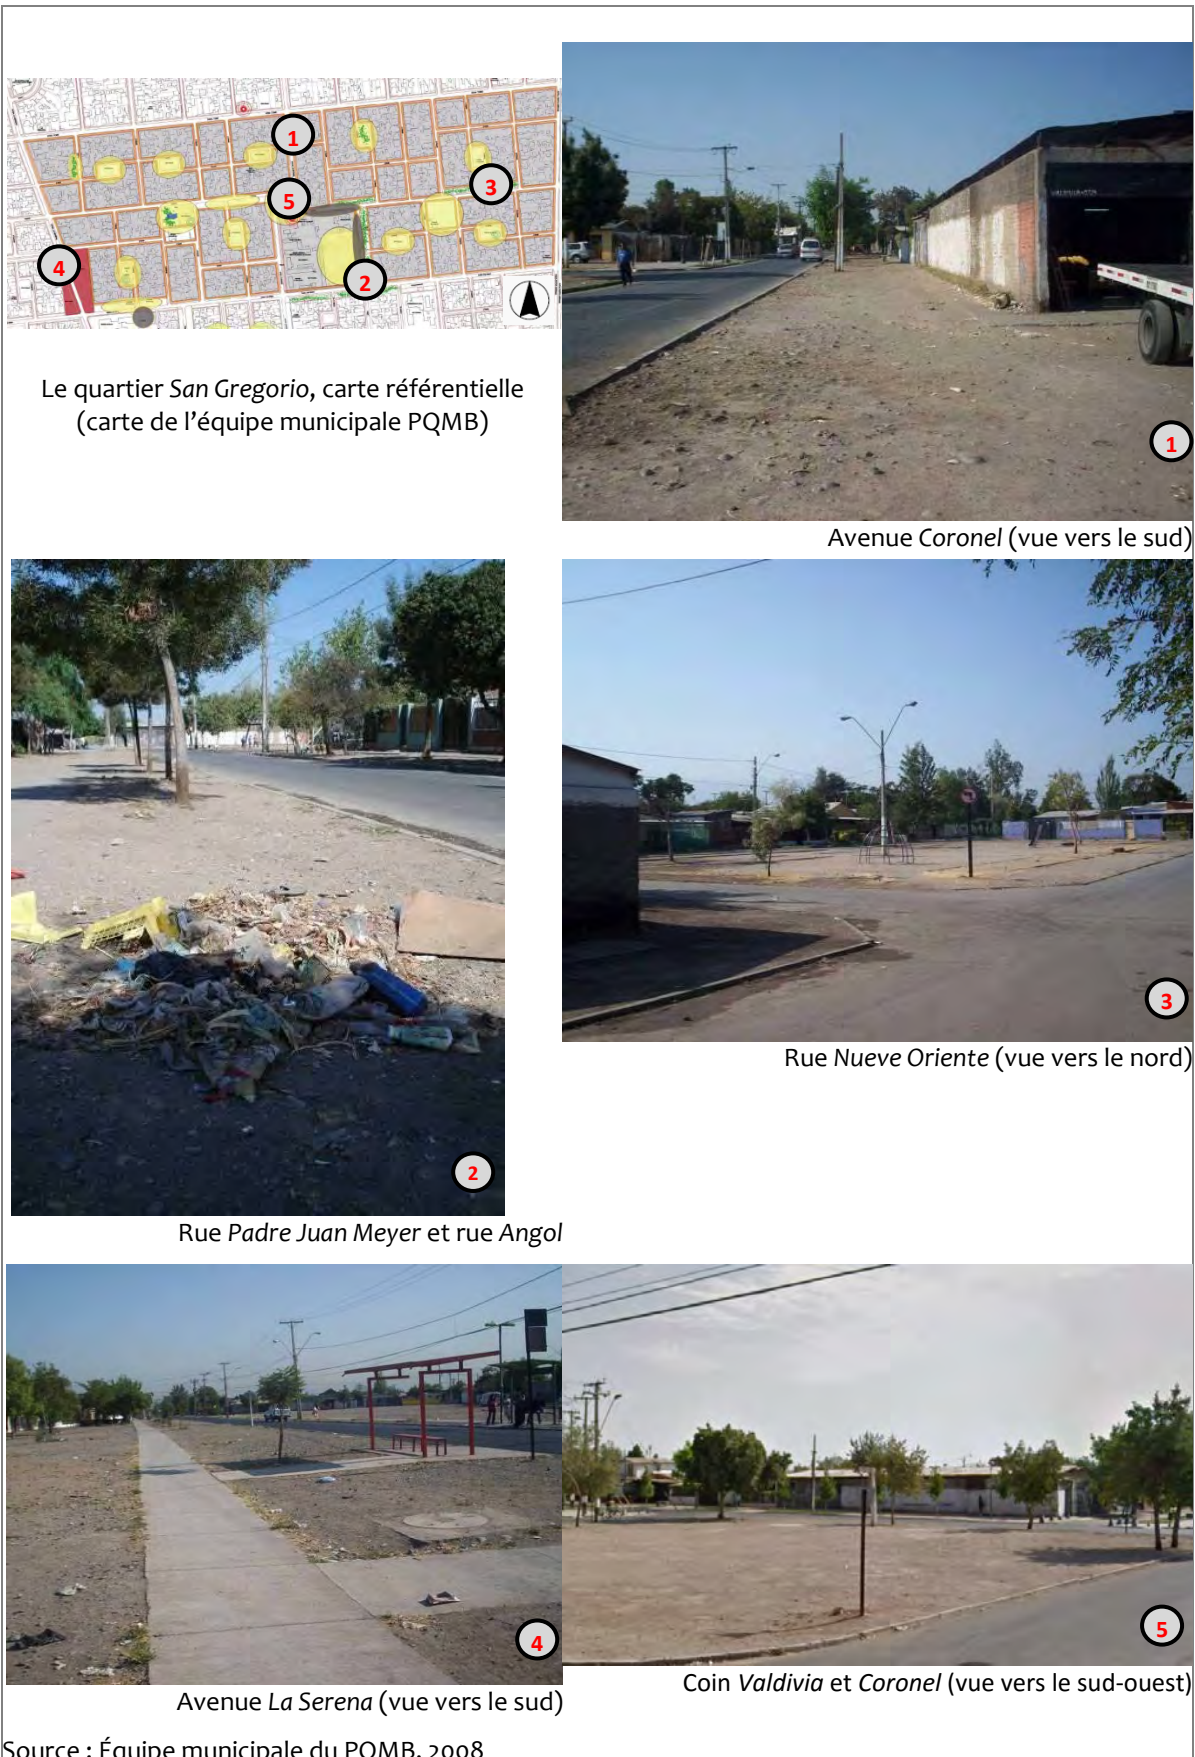 1
5
3
4
2
Le quartier San Gregorio, carte référentielle
(carte de l’équipe municipale PQMB)
1
Avenue Coronel (vue vers le sud)
2
Rue Padre Juan Meyer et rue Angol
3
Rue Nueve Oriente (vue vers le nord)
4
Avenue La Serena (vue vers le sud)
5
Coin Valdivia et Coronel (vue vers le sud-ouest)
Source : Équipe municipale du PQMB, 2008